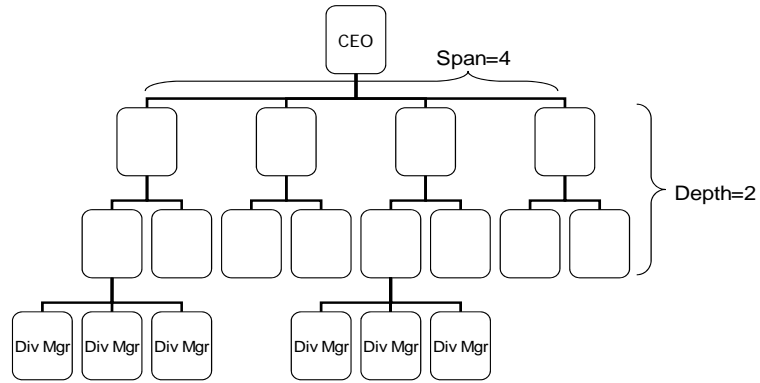 CEO
Span=4
Depth=2
Div Mgr Div Mgr Div Mgr Div Mgr Div Mgr Div Mgr